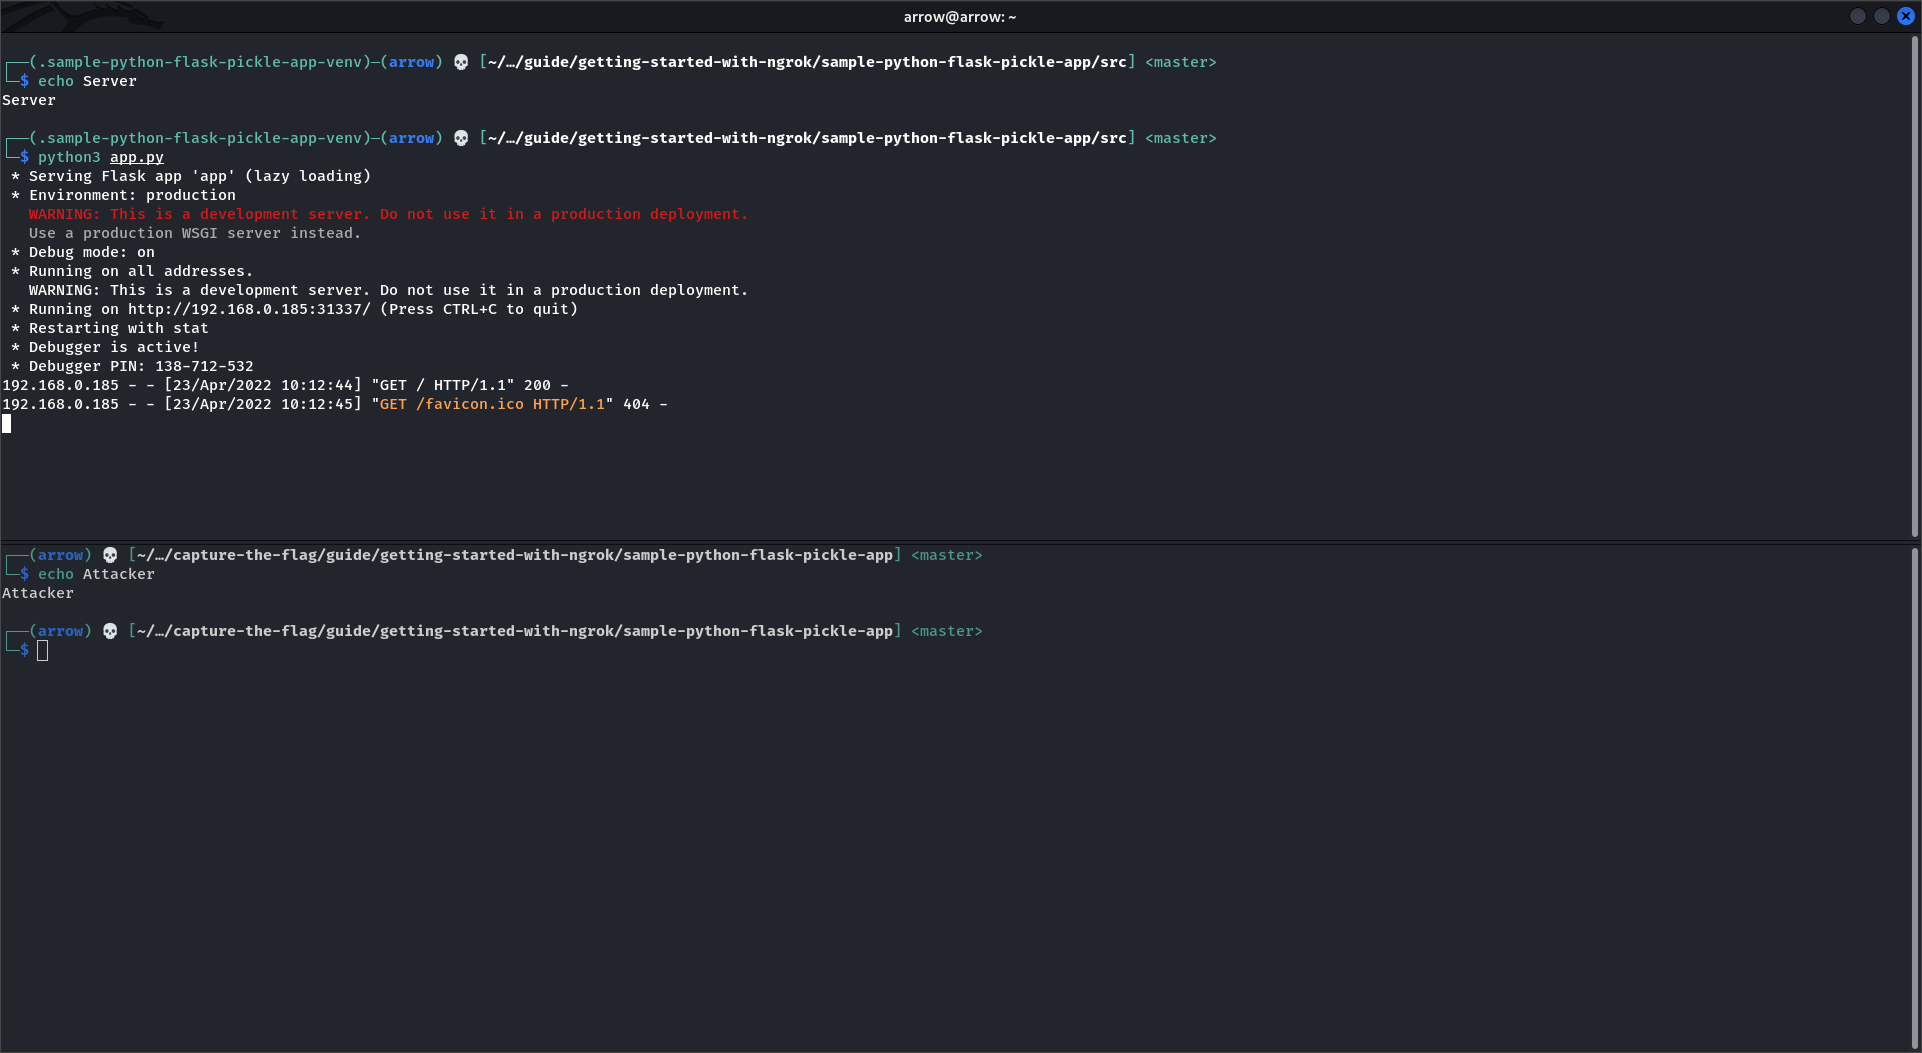 arrow@arrow: ~
┌──(.sample-python-flask-pickle-app-venv)─(arrow) 💀 [~/…/guide/getting-started-with-ngrok/sample-python-flask-pickle-app/src] <master>
└─$ echo Server
Server
┌──(.sample-python-flask-pickle-app-venv)─(arrow) 💀 [~/…/guide/getting-started-with-ngrok/sample-python-flask-pickle-app/src] <master>
└─$ python3 app.py
 * Serving Flask app 'app' (lazy loading)
 * Environment: production
   WARNING: This is a development server. Do not use it in a production deployment.
   Use a production WSGI server instead.
 * Debug mode: on
 * Running on all addresses.
   WARNING: This is a development server. Do not use it in a production deployment.
 * Running on http://192.168.0.185:31337/ (Press CTRL+C to quit)
 * Restarting with stat
 * Debugger is active!
 * Debugger PIN: 138-712-532
192.168.0.185 - - [23/Apr/2022 10:12:44] "GET / HTTP/1.1" 200 -
192.168.0.185 - - [23/Apr/2022 10:12:45] "GET /favicon.ico HTTP/1.1" 404 -
┌──(arrow) 💀 [~/…/capture-the-flag/guide/getting-started-with-ngrok/sample-python-flask-pickle-app] <master>
└─$ echo Attacker
Attacker
┌──(arrow) 💀 [~/…/capture-the-flag/guide/getting-started-with-ngrok/sample-python-flask-pickle-app] <master>
└─$